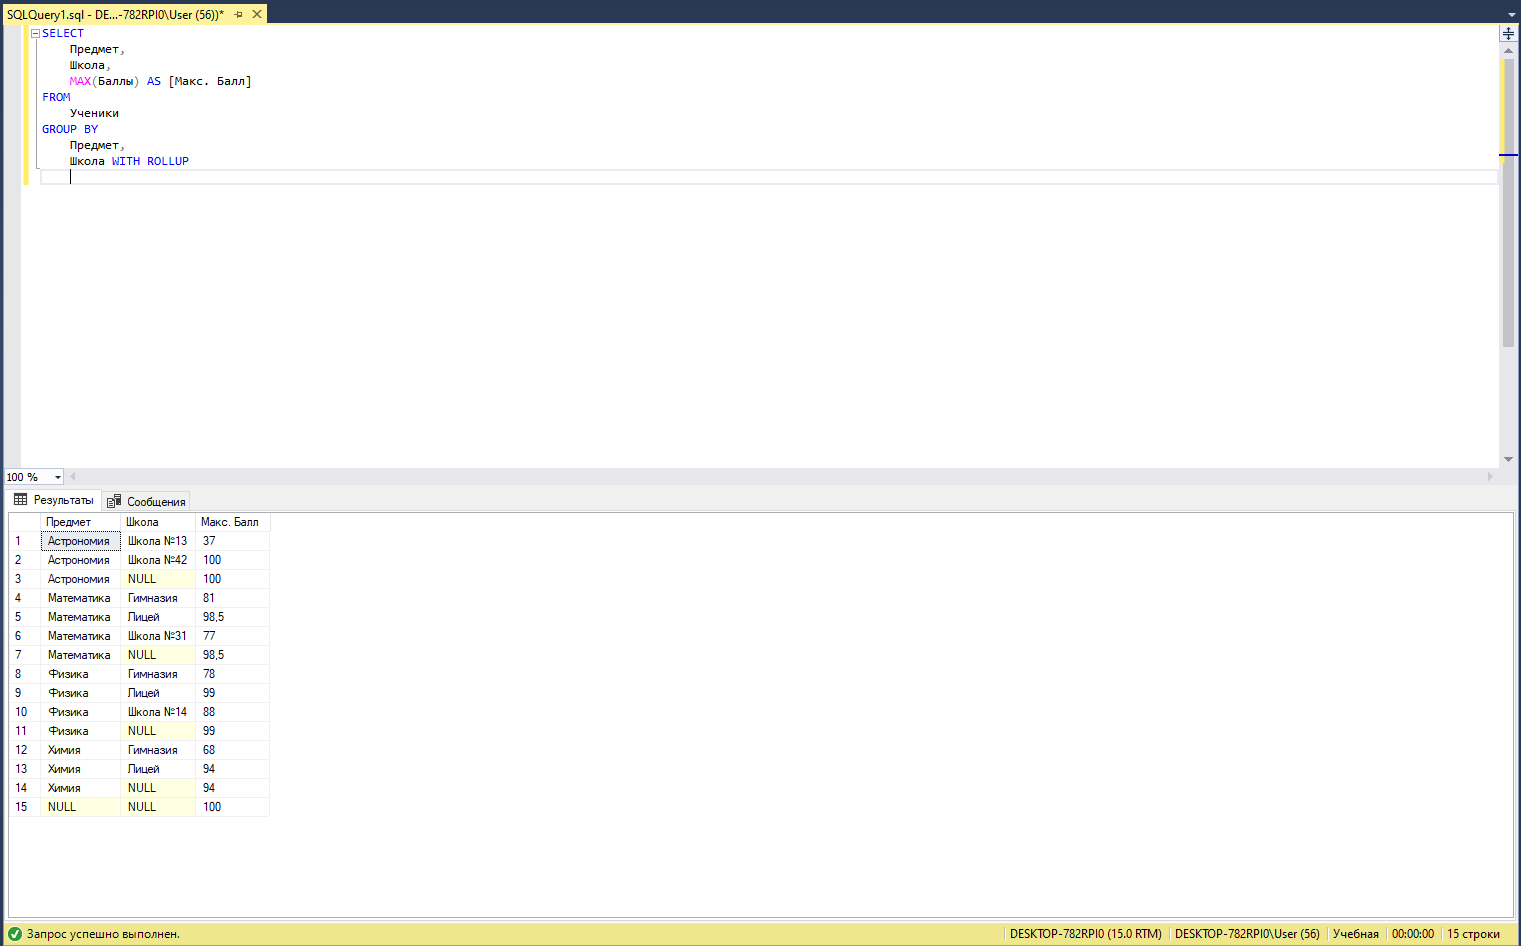 SQLQuery1.sql - DE...-782RPI0\User (56))*
SELECT
Предмет,
Школа,
MAX(Баллы) AS [Макс. Балл]
FROM
Ученики
GROUP BY
Предмет,
Школа WITH ROLLUP
100 %
Результаты Сообщения
Предмет Школа Макс. Балл
1 Астрономия Школа №13 37
2 Астрономия Школа №42 100
3 Астрономия NULL 100
4 Математика Гимназия 81
5 Математика Лицей 98,5
6 Математика Школа №31 77
7 Математика NULL 98,5
8 Физика Гимназия 78
9 Физика Лицей 99
10 Физика Школа №14 88
11 Физика NULL 99
12 Химия Гимназия 68
13 Химия Лицей 94
14 Химия NULL 94
15 NULL NULL 100
Запрос успешно выполнен. DESKTOP-782RPI0 (15.0 RTM) DESKTOP-782RPI0\User (56) Учебная 00:00:00 15 строки